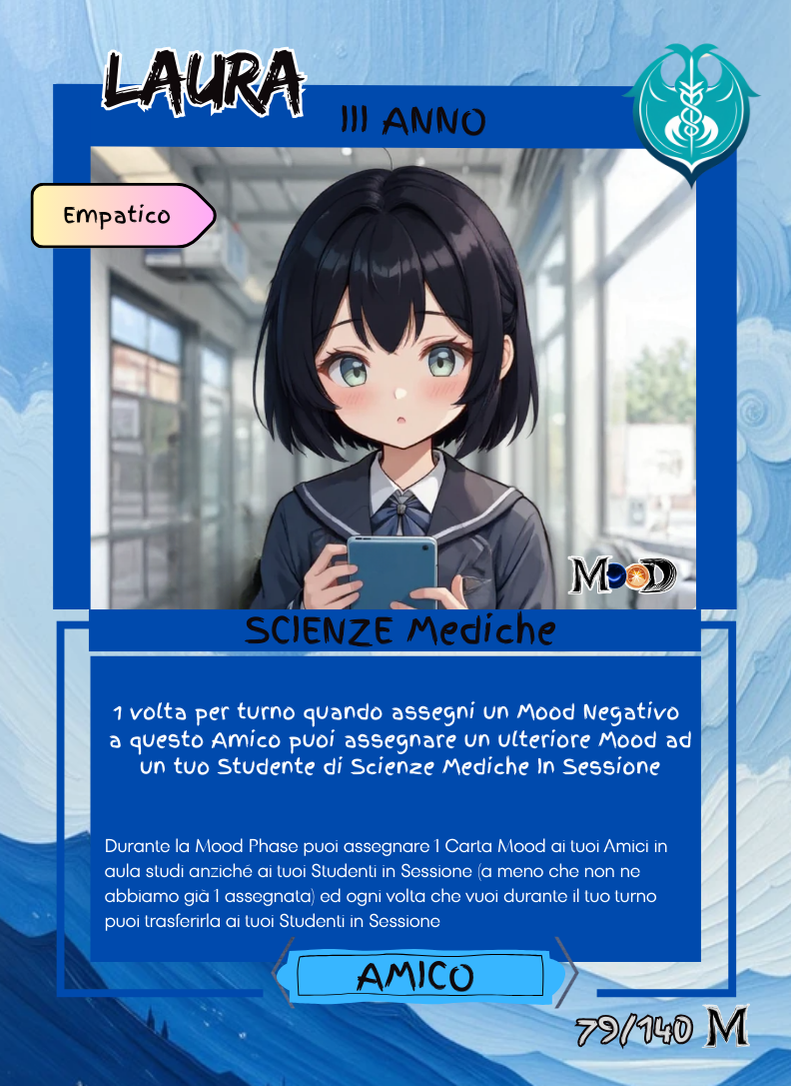 LAURA
III ANNO
Empatico
MOOD
SCIENZE Mediche
1 volta per turno quando assegni un Mood Negativo
a questo Amico puoi assegnare un ulteriore Mood ad
un tuo Studente di Scienze Mediche In Sessione
Durante la Mood Phase puoi assegnare 1 Carta Mood ai tuoi Amici in
aula studi anziché ai tuoi Studenti in Sessione (a meno che non ne
abbiamo già 1 assegnata) ed ogni volta che vuoi durante il tuo turno
puoi trasferirla ai tuoi Studenti in Sessione
AMICO
79/140 M